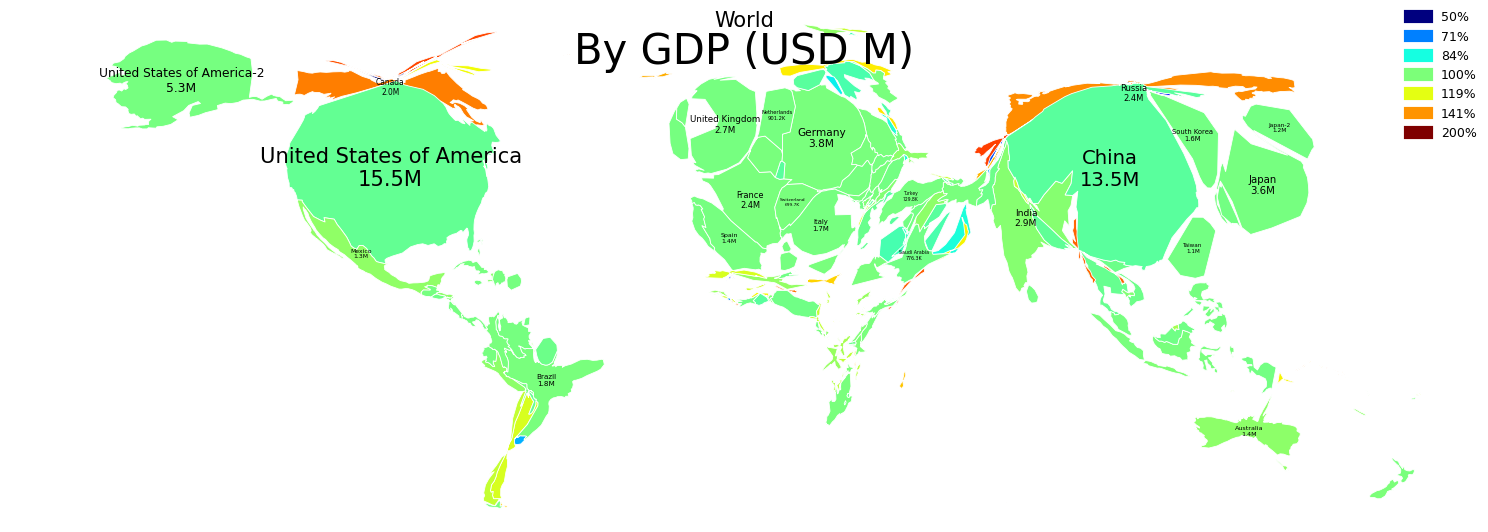 World
By GDP (USD M)
50%
71%
84%
100%
119%
141%
200%
United States of America-2
5.3M
Canada
2.0M
United States of America
15.5M
Mexico
1.3M
Brazil
1.8M
United Kingdom
2.7M
Netherlands
901.2K
Germany
3.8M
France
2.4M
Switzerland
699.7K
Spain
1.4M
Italy
1.7M
Turkey
729.8K
Saudi Arabia
776.3K
Russia
2.4M
China
13.5M
India
2.9M
South Korea
1.6M
Japan-2
1.2M
Japan
3.6M
Taiwan
1.1M
Australia
1.4M